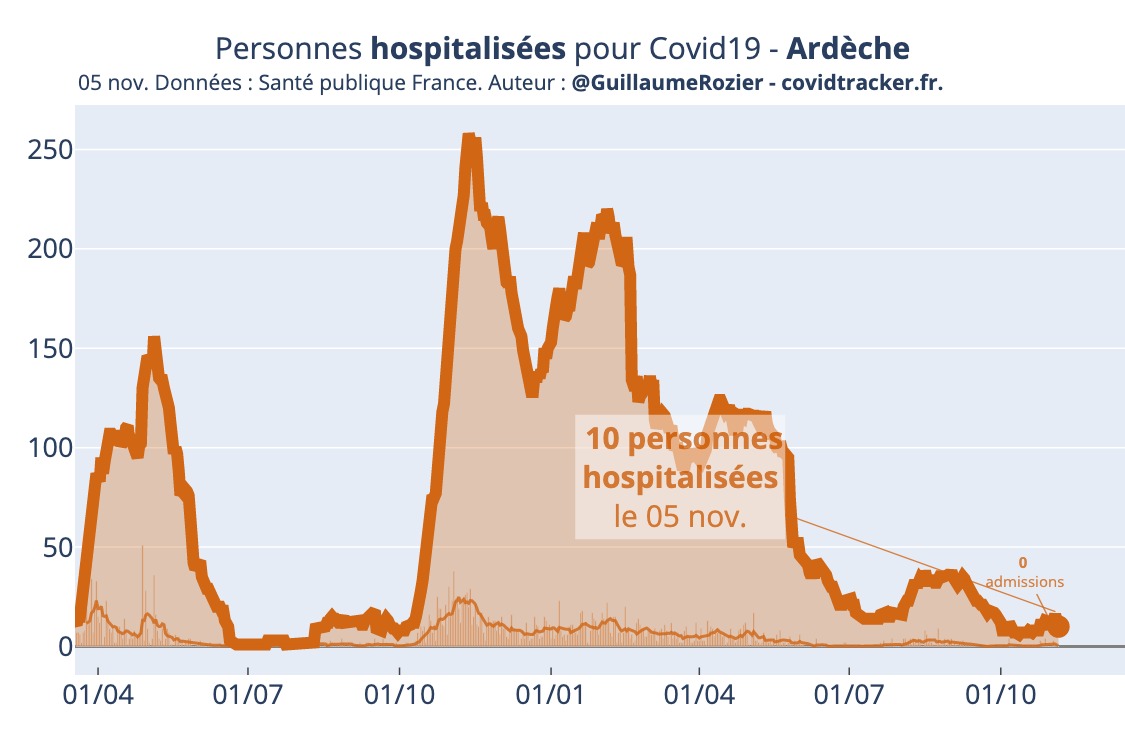 Personnes hospitalisées pour Covid19 - Ardèche
05 nov. Données : Santé publique France. Auteur : @GuillaumeRozier - covidtracker.fr.
250
200
150
100
50
0
10 personnes
hospitalisées
le 05 nov.
0
admissions
01/04 01/07 01/10 01/01 01/04 01/07 01/10